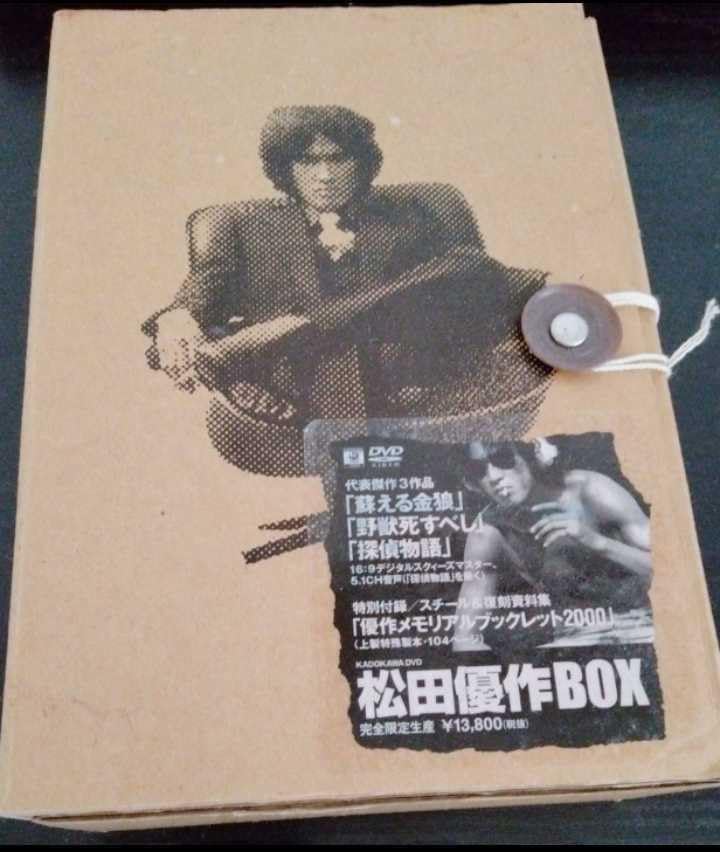 DVD
VIDEO
代表傑作3作品
「蘇える金狼」
「野獣死すべし」
「探偵物語」
16:9デジタルスクィーズマスター、
5.1CH音声(「探偵物語」を除く)
特別付録/スチール&復刻資料集
「優作メモリアルブックレット2000」
(上製特殊製本・104ページ)
KADOKAWA DVD
松田優作BOX
完全限定生産 ¥13,800(税抜)